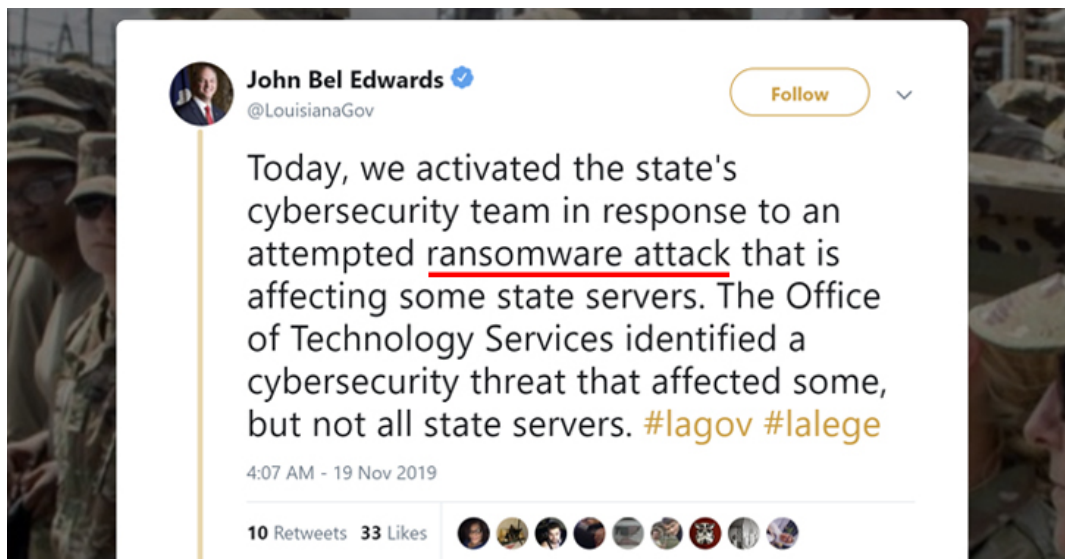 John Bel Edwards
@LouisianaGov
Follow
Today, we activated the state's
cybersecurity team in response to an
attempted ransomware attack that is
affecting some state servers. The Office
of Technology Services identified a
cybersecurity threat that affected some,
but not all state servers. #lagov #lalege
4:07 AM - 19 Nov 2019
10 Retweets 33 Likes